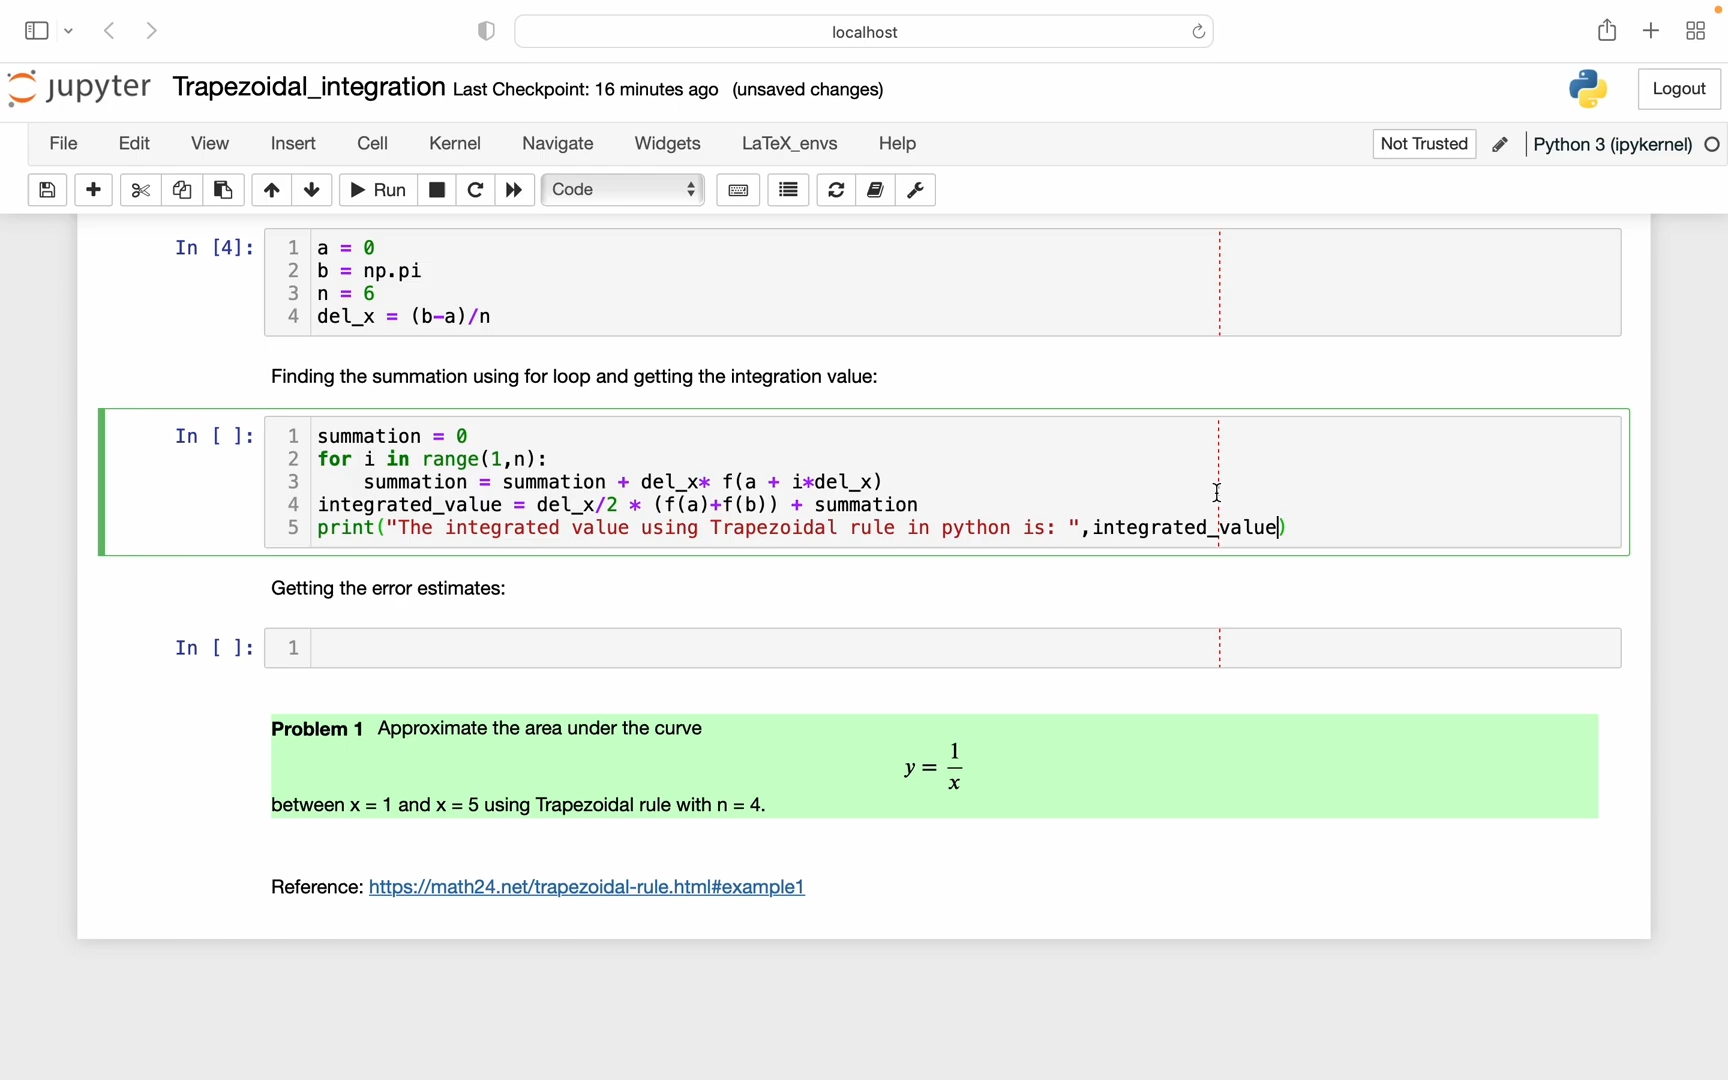 localhost
jupyter Trapezoidal_integration Last Checkpoint: 16 minutes ago (unsaved changes) Logout
File Edit View Insert Cell Kernel Navigate Widgets LaTeX_envs Help Not Trusted Python 3 (ipykernel)
Run Code
In [4]: 1 a = 0
2 b = np.pi
3 n = 6
4 del_x = (b-a)/n
Finding the summation using for loop and getting the integration value:
In [ ]: 1 summation = 0
2 for i in range(1,n):
3 summation = summation + del_x* f(a + i*del_x)
4 integrated_value = del_x/2 * (f(a)+f(b)) + summation
5 print("The integrated value using Trapezoidal rule in python is: ",integrated_value)
Getting the error estimates:
In [ ]: 1
Problem 1 Approximate the area under the curve
y = 1/x
between x = 1 and x = 5 using Trapezoidal rule with n = 4.
Reference: https://math24.net/trapezoidal-rule.html#example1